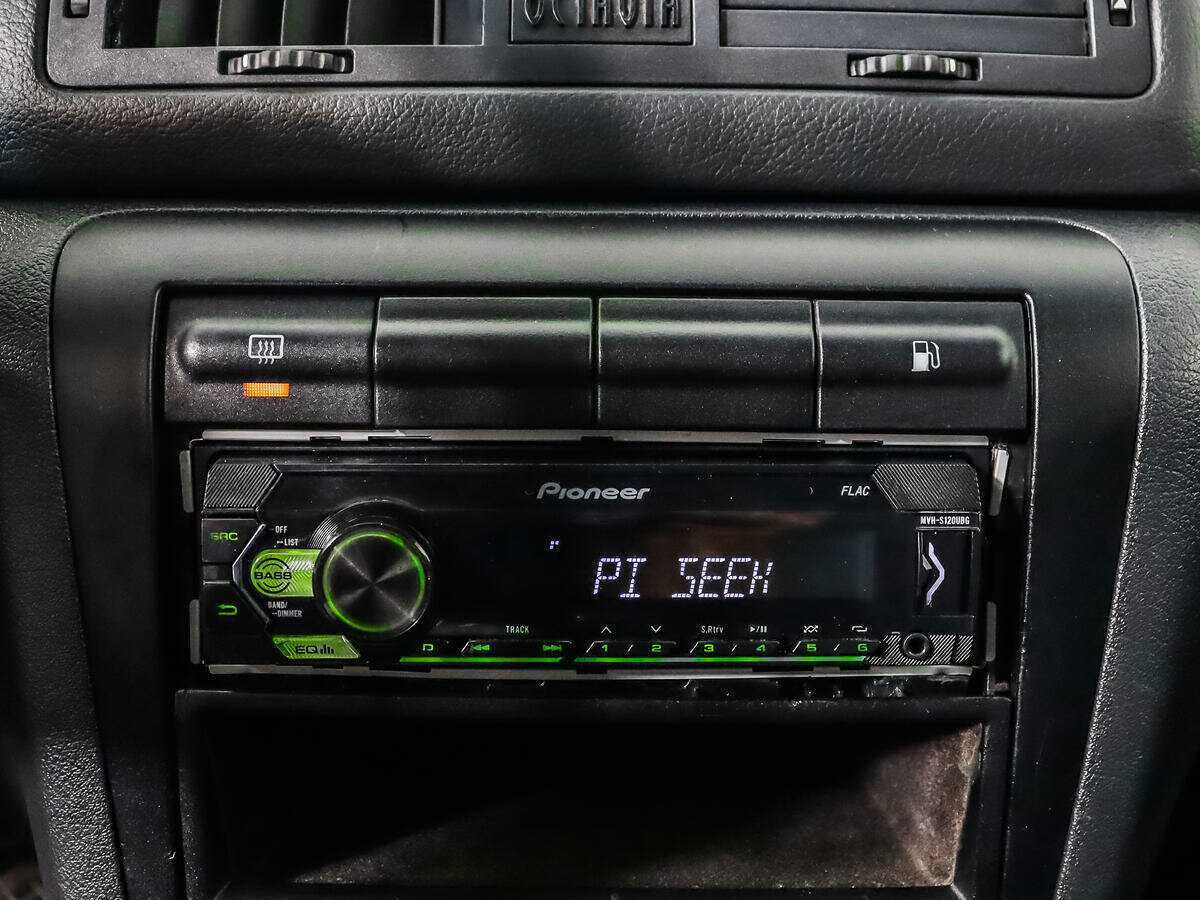 OCTAVIA
Pioneer
FLAC
MVH-S120UBG
SRC
OFF
LIST
BASS
PI SEEK
BAND/
DIMMER
EQ
TRACK
S.Rtrv
D
1 / 2
3 / 4
5 / 6